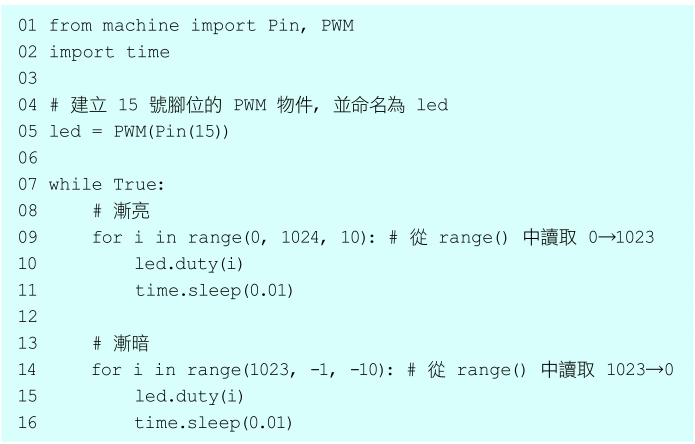 01 from machine import Pin, PWM
02 import time
03
04 # 建立 15 號腳位的 PWM 物件, 並命名為 led
05 led = PWM(Pin(15))
06
07 while True:
08     # 漸亮
09     for i in range(0, 1024, 10): # 從 range() 中讀取 0→1023
10         led.duty(i)
11         time.sleep(0.01)
12
13     # 漸暗
14     for i in range(1023, -1, -10): # 從 range() 中讀取 1023→0
15         led.duty(i)
16         time.sleep(0.01)